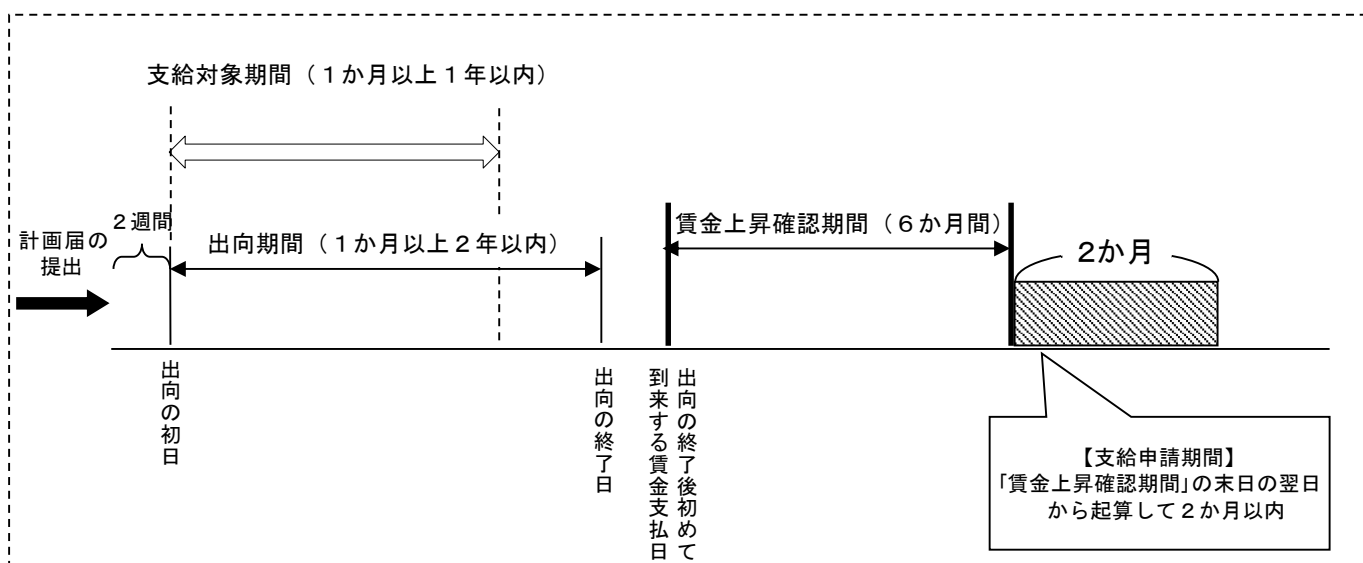 支給対象期間（１か月以上１年以内）
２週間
計画届の
提出
出向期間（１か月以上２年以内）
賃金上昇確認期間（６か月間）
2か月
出向の初日
出向の終了日
出向の終了後初めて
到来する賃金支払日
【支給申請期間】
「賃金上昇確認期間」の末日の翌日
から起算して２か月以内